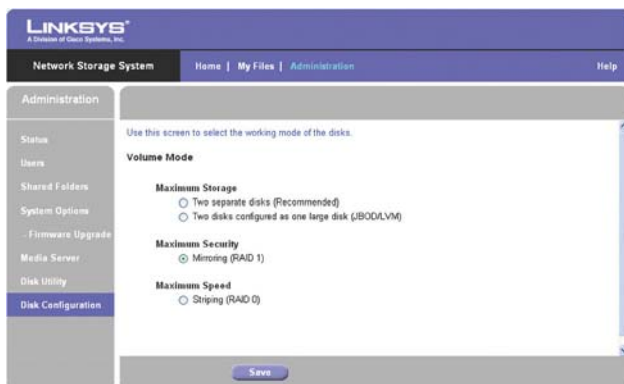 LINKSYS®
A Division of Cisco Systems, Inc.
Network Storage System
Home | My Files | Administration
Help
Administration
Status
Users
Shared Folders
System Options
- Firmware Upgrade
Media Server
Disk Utility
Disk Configuration
Use this screen to select the working mode of the disks.
Volume Mode
Maximum Storage
Two separate disks (Recommended)
Two disks configured as one large disk (JBOD/LVM)
Maximum Security
Mirroring (RAID 1)
Maximum Speed
Striping (RAID 0)
Save